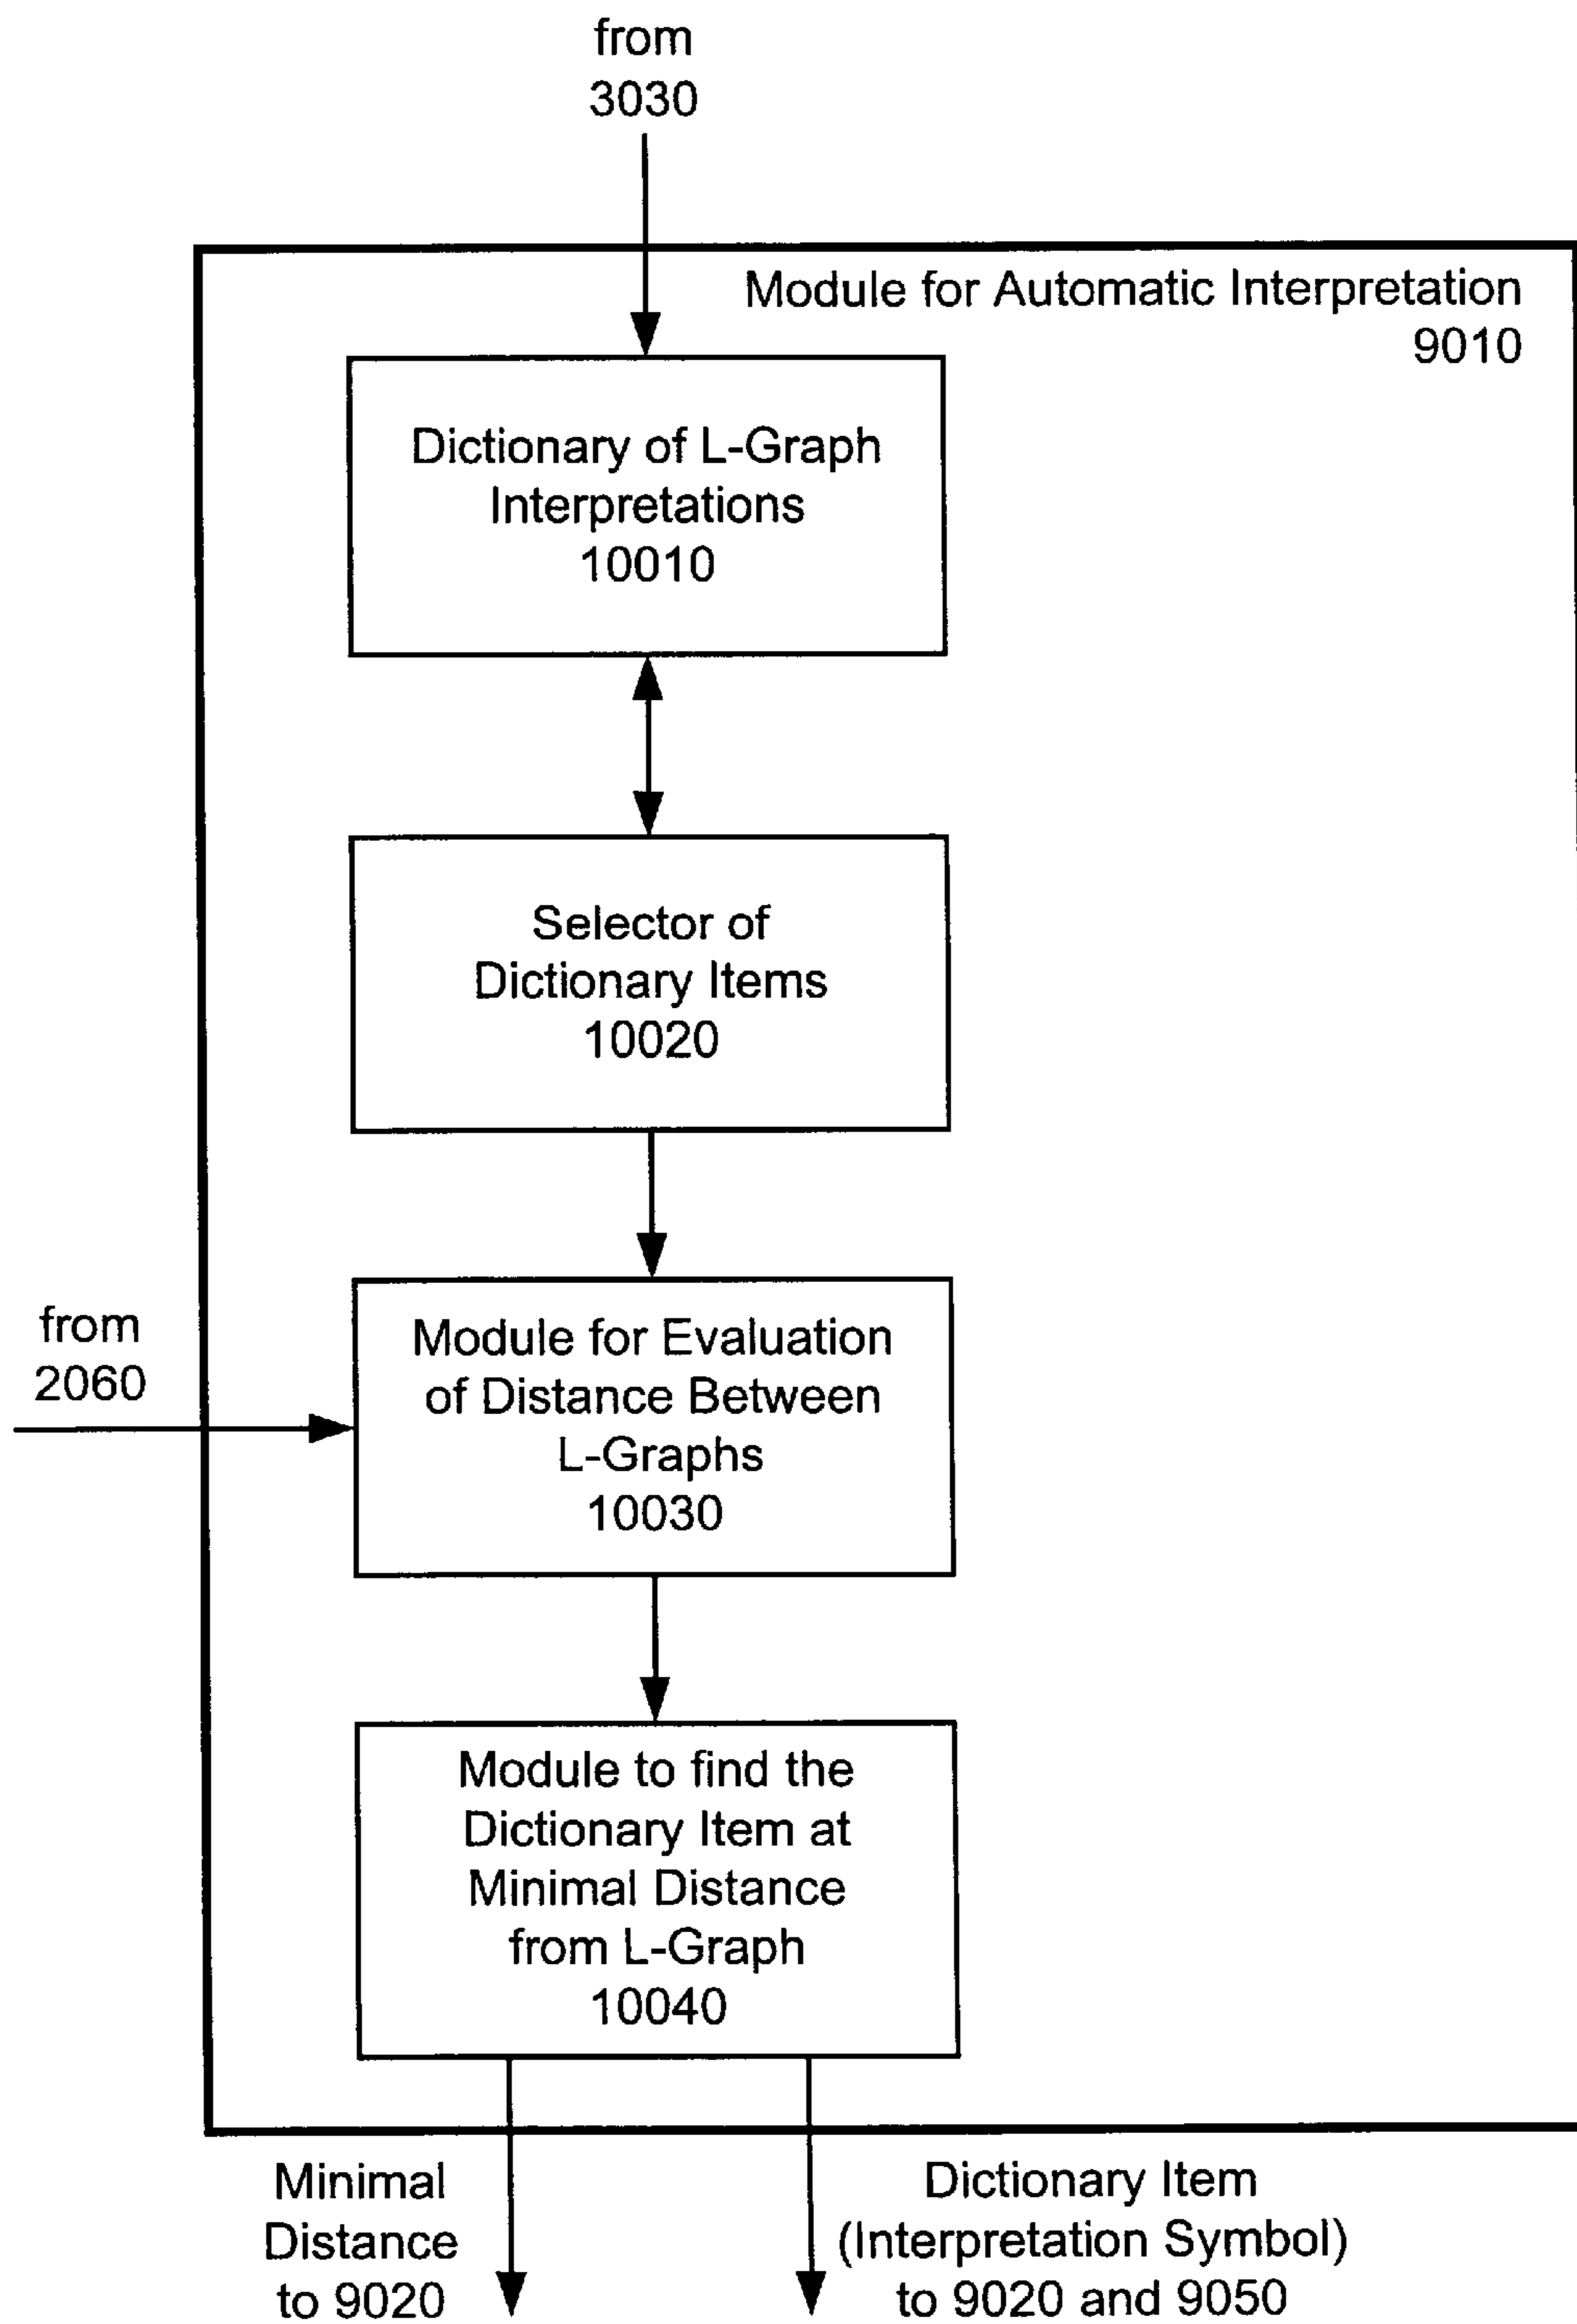 from
3030
Module for Automatic Interpretation
9010
Dictionary of L-Graph
Interpretations
10010
Selector of
Dictionary Items
10020
from
2060
Module for Evaluation
of Distance Between
L-Graphs
10030
Module to find the
Dictionary Item at
Minimal Distance
from L-Graph
10040
Minimal
Distance
to 9020
Dictionary Item
(Interpretation Symbol)
to 9020 and 9050